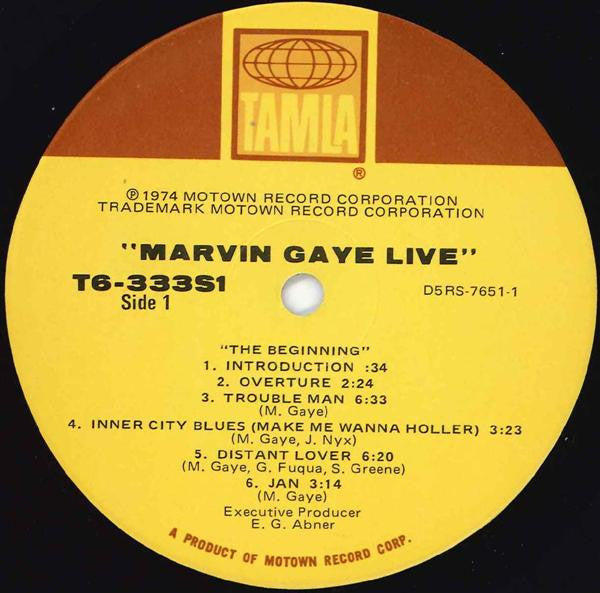 TAMLA
®
℗ 1974 MOTOWN RECORD CORPORATION
TRADEMARK MOTOWN RECORD CORPORATION
"MARVIN GAYE LIVE"
T6-333S1
Side 1
D5RS-7651-1
"THE BEGINNING"
1. INTRODUCTION :34
2. OVERTURE 2:24
3. TROUBLE MAN 6:33
(M. Gaye)
4. INNER CITY BLUES (MAKE ME WANNA HOLLER) 3:23
(M. Gaye, J. Nyx)
5. DISTANT LOVER 6:20
(M. Gaye, G. Fuqua, S. Greene)
6. JAN 3:14
(M. Gaye)
Executive Producer
E. G. Abner
A PRODUCT OF MOTOWN RECORD CORP.